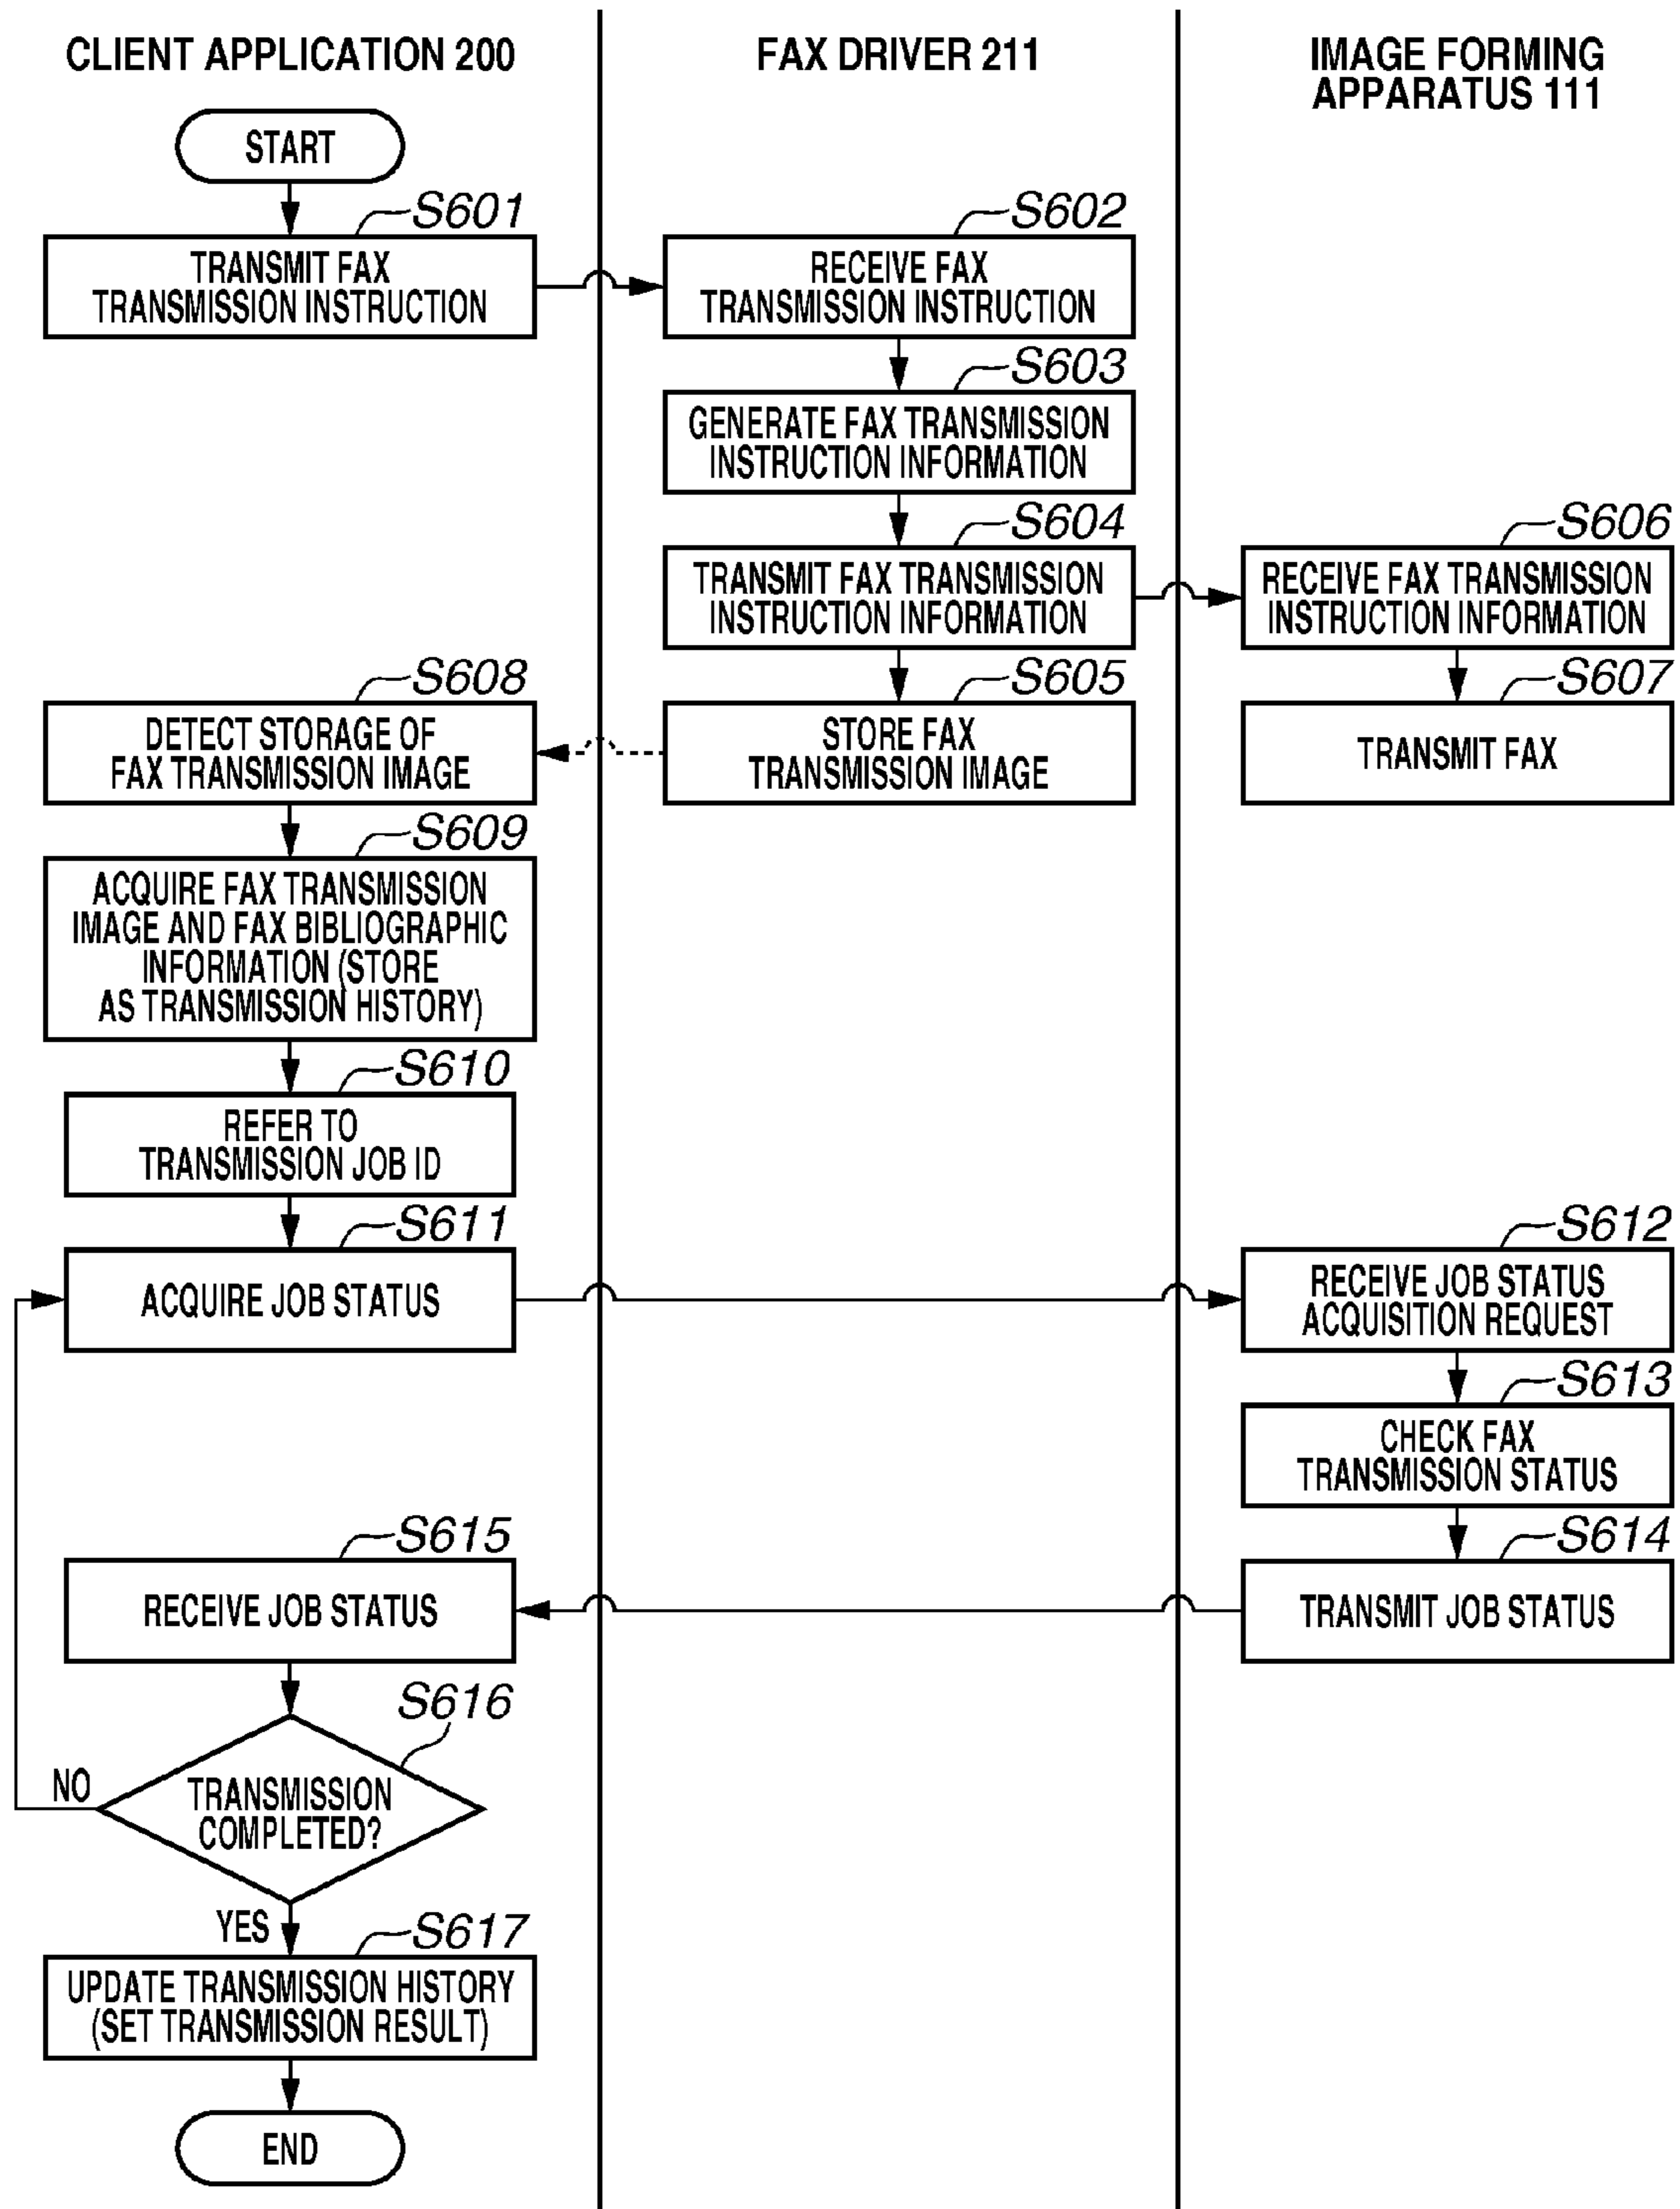 CLIENT APPLICATION 200
FAX DRIVER 211
IMAGE FORMING
APPARATUS 111
START
S601
TRANSMIT FAX
TRANSMISSION INSTRUCTION
S602
RECEIVE FAX
TRANSMISSION INSTRUCTION
S603
GENERATE FAX TRANSMISSION
INSTRUCTION INFORMATION
S604
TRANSMIT FAX TRANSMISSION
INSTRUCTION INFORMATION
S606
RECEIVE FAX TRANSMISSION
INSTRUCTION INFORMATION
S608
DETECT STORAGE OF
FAX TRANSMISSION IMAGE
S605
STORE FAX
TRANSMISSION IMAGE
S607
TRANSMIT FAX
S609
ACQUIRE FAX TRANSMISSION
IMAGE AND FAX BIBLIOGRAPHIC
INFORMATION (STORE
AS TRANSMISSION HISTORY)
S610
REFER TO
TRANSMISSION JOB ID
S611
ACQUIRE JOB STATUS
S612
RECEIVE JOB STATUS
ACQUISITION REQUEST
S613
CHECK FAX
TRANSMISSION STATUS
S615
RECEIVE JOB STATUS
S614
TRANSMIT JOB STATUS
S616
NO
TRANSMISSION
COMPLETED?
YES
S617
UPDATE TRANSMISSION HISTORY
(SET TRANSMISSION RESULT)
END